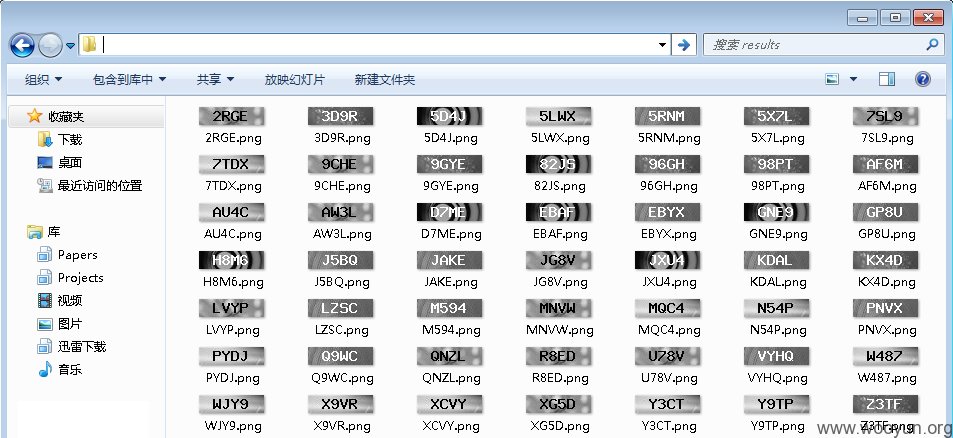 搜索 results
组织 包含到库中 共享 放映幻灯片 新建文件夹
收藏夹
下载
桌面
最近访问的位置
库
Papers
Projects
视频
图片
迅雷下载
音乐
2RGE 3D9R 5D4J 5LWX 5RNM 5X7L 7SL9
2RGE.png 3D9R.png 5D4J.png 5LWX.png 5RNM.png 5X7L.png 7SL9.png
7TDX 9CHE 9GYE 82JS 96GH 98PT AF6M
7TDX.png 9CHE.png 9GYE.png 82JS.png 96GH.png 98PT.png AF6M.png
AU4C AW3L D7ME EBAF EBYX GNE9 GP8U
AU4C.png AW3L.png D7ME.png EBAF.png EBYX.png GNE9.png GP8U.png
H8M6 J5BQ JAKE JG8V JXU4 KDAL KX4D
H8M6.png J5BQ.png JAKE.png JG8V.png JXU4.png KDAL.png KX4D.png
LVYP LZSC M594 MNVW MQC4 N54P PNVX
LVYP.png LZSC.png M594.png MNVW.png MQC4.png N54P.png PNVX.png
PYDJ Q9WC QNZL R8ED U78V VYHQ W487
PYDJ.png Q9WC.png QNZL.png R8ED.png U78V.png VYHQ.png W487.png
WJY9 X9VR XCVY XG5D Y3CT Y9TP Z3TF
WJY9.png X9VR.png XCVY.png XG5D.png Y3CT.png Y9TP.png Z3TF.png
www.wooyun.org